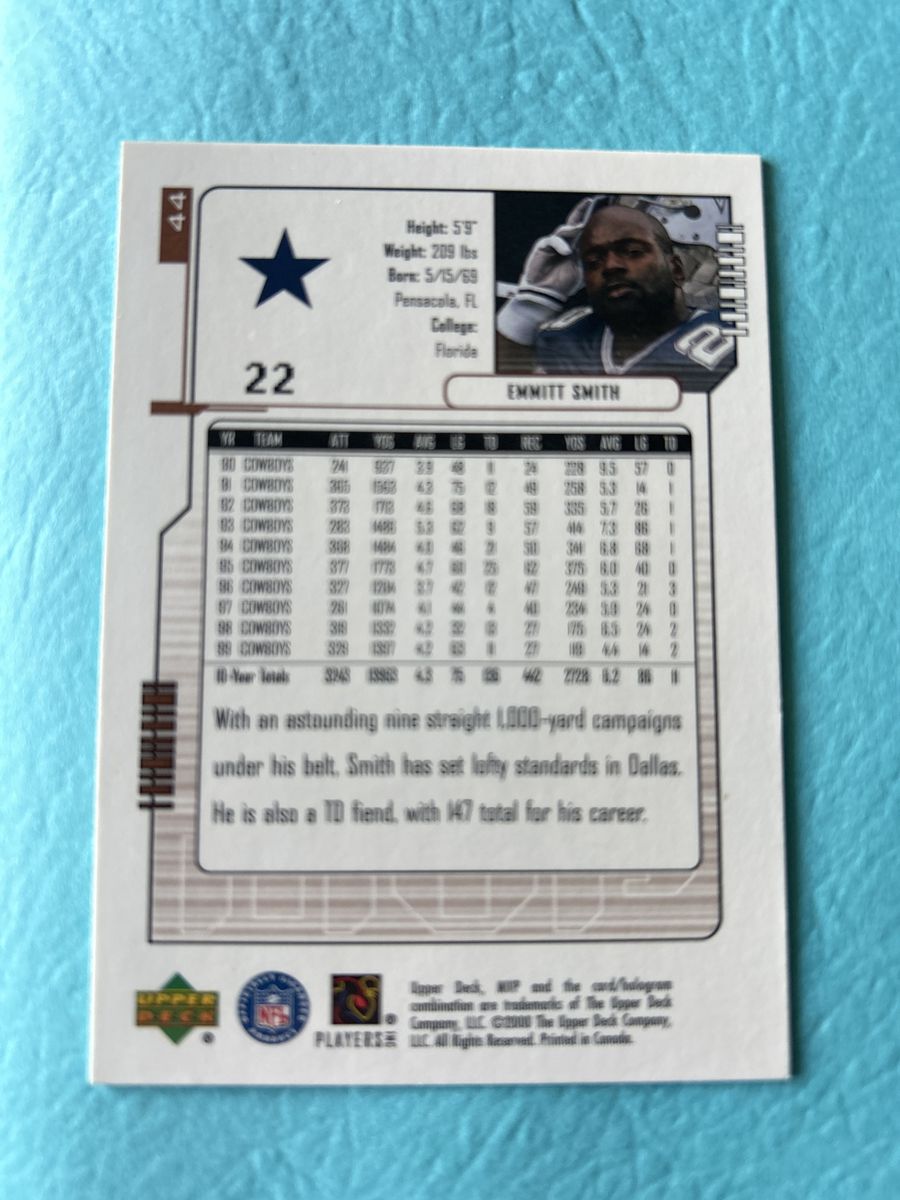 44
Height: 5'9"
Weight: 209 lbs
Born: 5/15/69
Pensacola, FL
College:
Florida
22
2
EMMITT SMITH
YR TEAM ATT YDS AVG LG TD REC YDS AVG LG TD
90 COWBOYS 241 937 3.9 48 11 24 228 9.5 57 0
91 COWBOYS 365 1563 4.3 75 12 49 258 5.3 14 1
92 COWBOYS 373 1713 4.6 68 18 59 335 5.7 26 1
93 COWBOYS 283 1486 5.3 62 9 57 414 7.3 86 1
94 COWBOYS 368 1484 4.0 46 21 50 341 6.8 68 1
95 COWBOYS 377 1773 4.7 60 25 62 375 6.0 40 0
96 COWBOYS 327 1204 3.7 42 12 47 249 5.3 21 3
97 COWBOYS 261 1074 4.1 44 4 40 234 5.9 24 0
98 COWBOYS 319 1332 4.2 32 13 27 175 6.5 24 2
99 COWBOYS 329 1397 4.2 63 11 27 119 4.4 14 2
10-Year Totals 3243 13963 4.3 75 136 442 2728 6.2 86 11
With an astounding nine straight 1,000-yard campaigns
under his belt, Smith has set lofty standards in Dallas.
He is also a TD fiend, with 147 total for his career.
UPPER
DECK
NFL
PLAYERS INC
Upper Deck, MVP and the card/hologram
combination are trademarks of The Upper Deck
Company, LLC. ©2000 The Upper Deck Company,
LLC. All Rights Reserved. Printed in Canada.